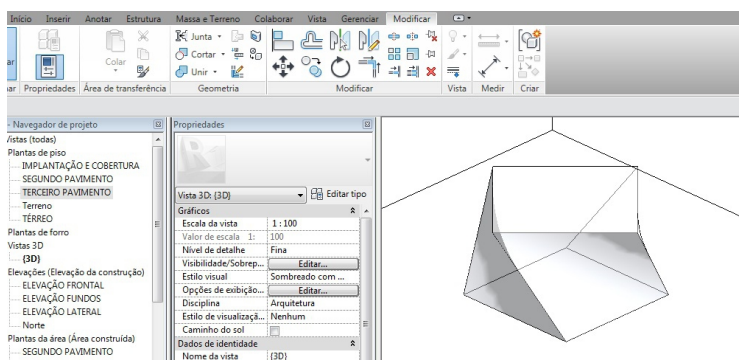 Início Inserir Anotar Estrutura Massa e Terreno Colaborar Vista Gerenciar Modificar
Junta
Colar
Cortar
Unir
Propriedades Área de transferência Geometria Modificar Vista Medir Criar
- Navegador de projeto
Propriedades
Vistas (todas)
Plantas de piso
IMPLANTAÇÃO E COBERTURA
SEGUNDO PAVIMENTO
TERCEIRO PAVIMENTO
Terreno
TÉRREO
Plantas de forro
Vistas 3D
{3D}
Elevações (Elevação da construção)
ELEVAÇÃO FRONTAL
ELEVAÇÃO FUNDOS
ELEVAÇÃO LATERAL
Norte
Plantas da área (Área construída)
SEGUNDO PAVIMENTO
Vista 3D: {3D} Editar tipo
Gráficos
Escala da vista 1 : 100
Valor de escala 1: 100
Nível de detalhe Fina
Visibilidade/Sobrep... Editar...
Estilo visual Sombreado com ...
Opções de exibição... Editar...
Disciplina Arquitetura
Estilo de visualizaçã... Nenhum
Caminho do sol
Dados de identidade
Nome da vista {3D}